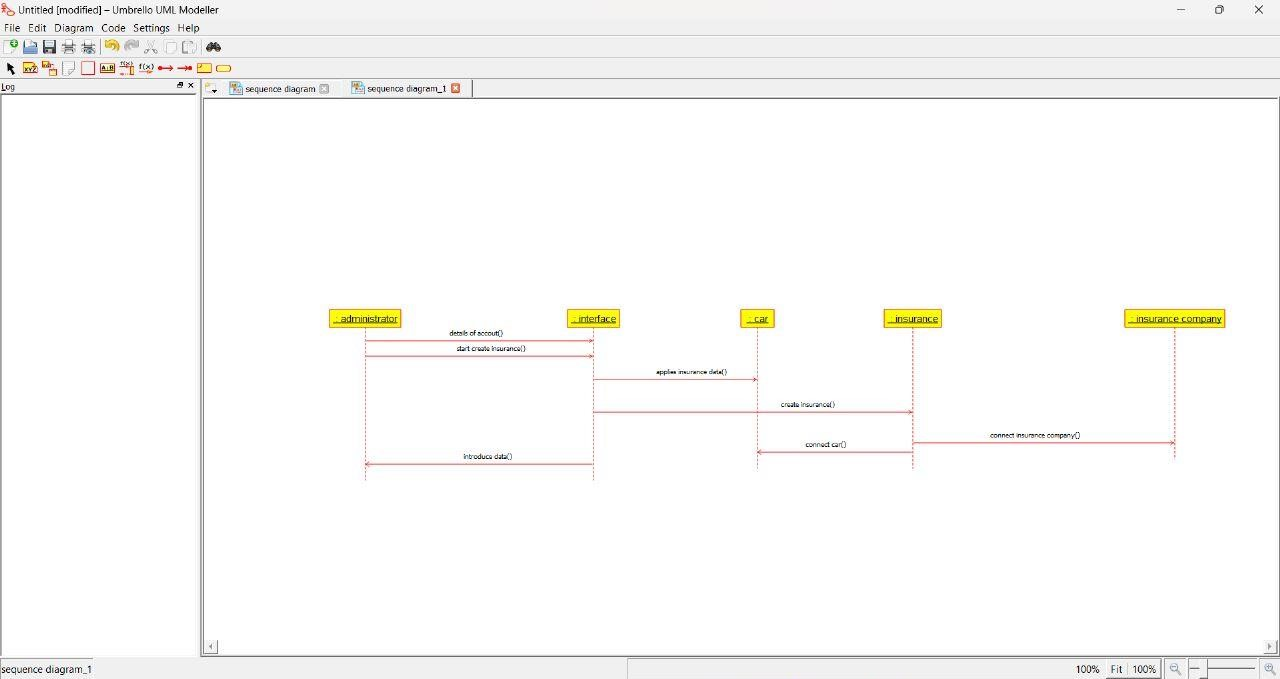 Untitled [modified] – Umbrello UML Modeller
File Edit Diagram Code Settings Help
XYZ A:B f(x) f(x)
Log
sequence diagram
sequence diagram_1
: administrator
: interface
: car
: insurance
: insurance company
details of accout()
start create insurance()
applies insurance data()
create insurance()
connect insurance company()
connect car()
introduce data()
sequence diagram_1
100% Fit 100%